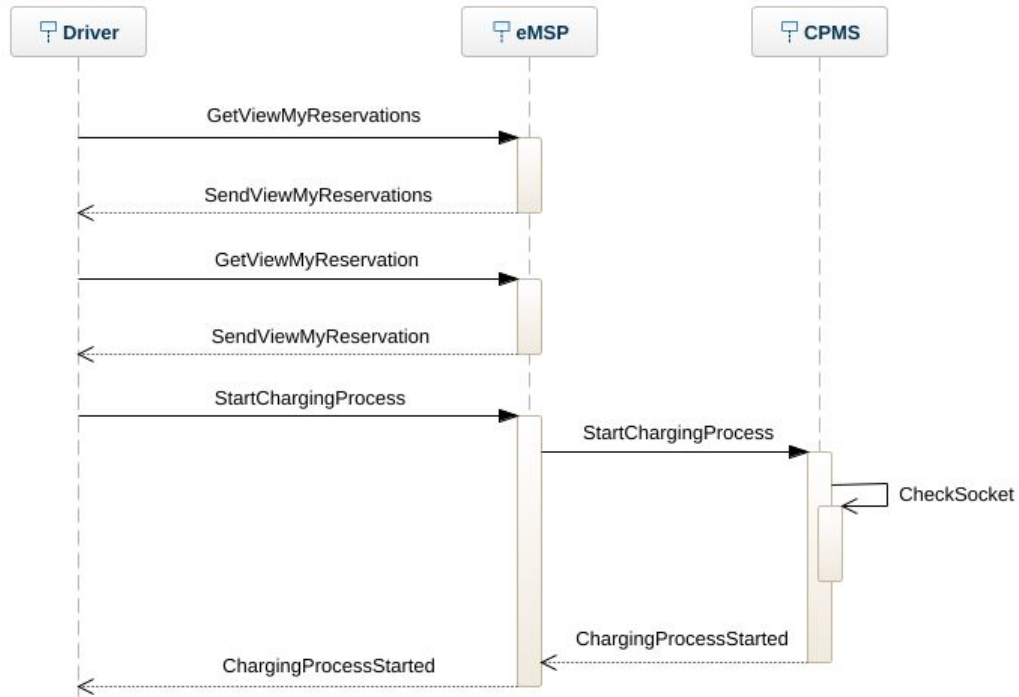 Driver
eMSP
CPMS
GetViewMyReservations
SendViewMyReservations
GetViewMyReservation
SendViewMyReservation
StartChargingProcess
StartChargingProcess
CheckSocket
ChargingProcessStarted
ChargingProcessStarted